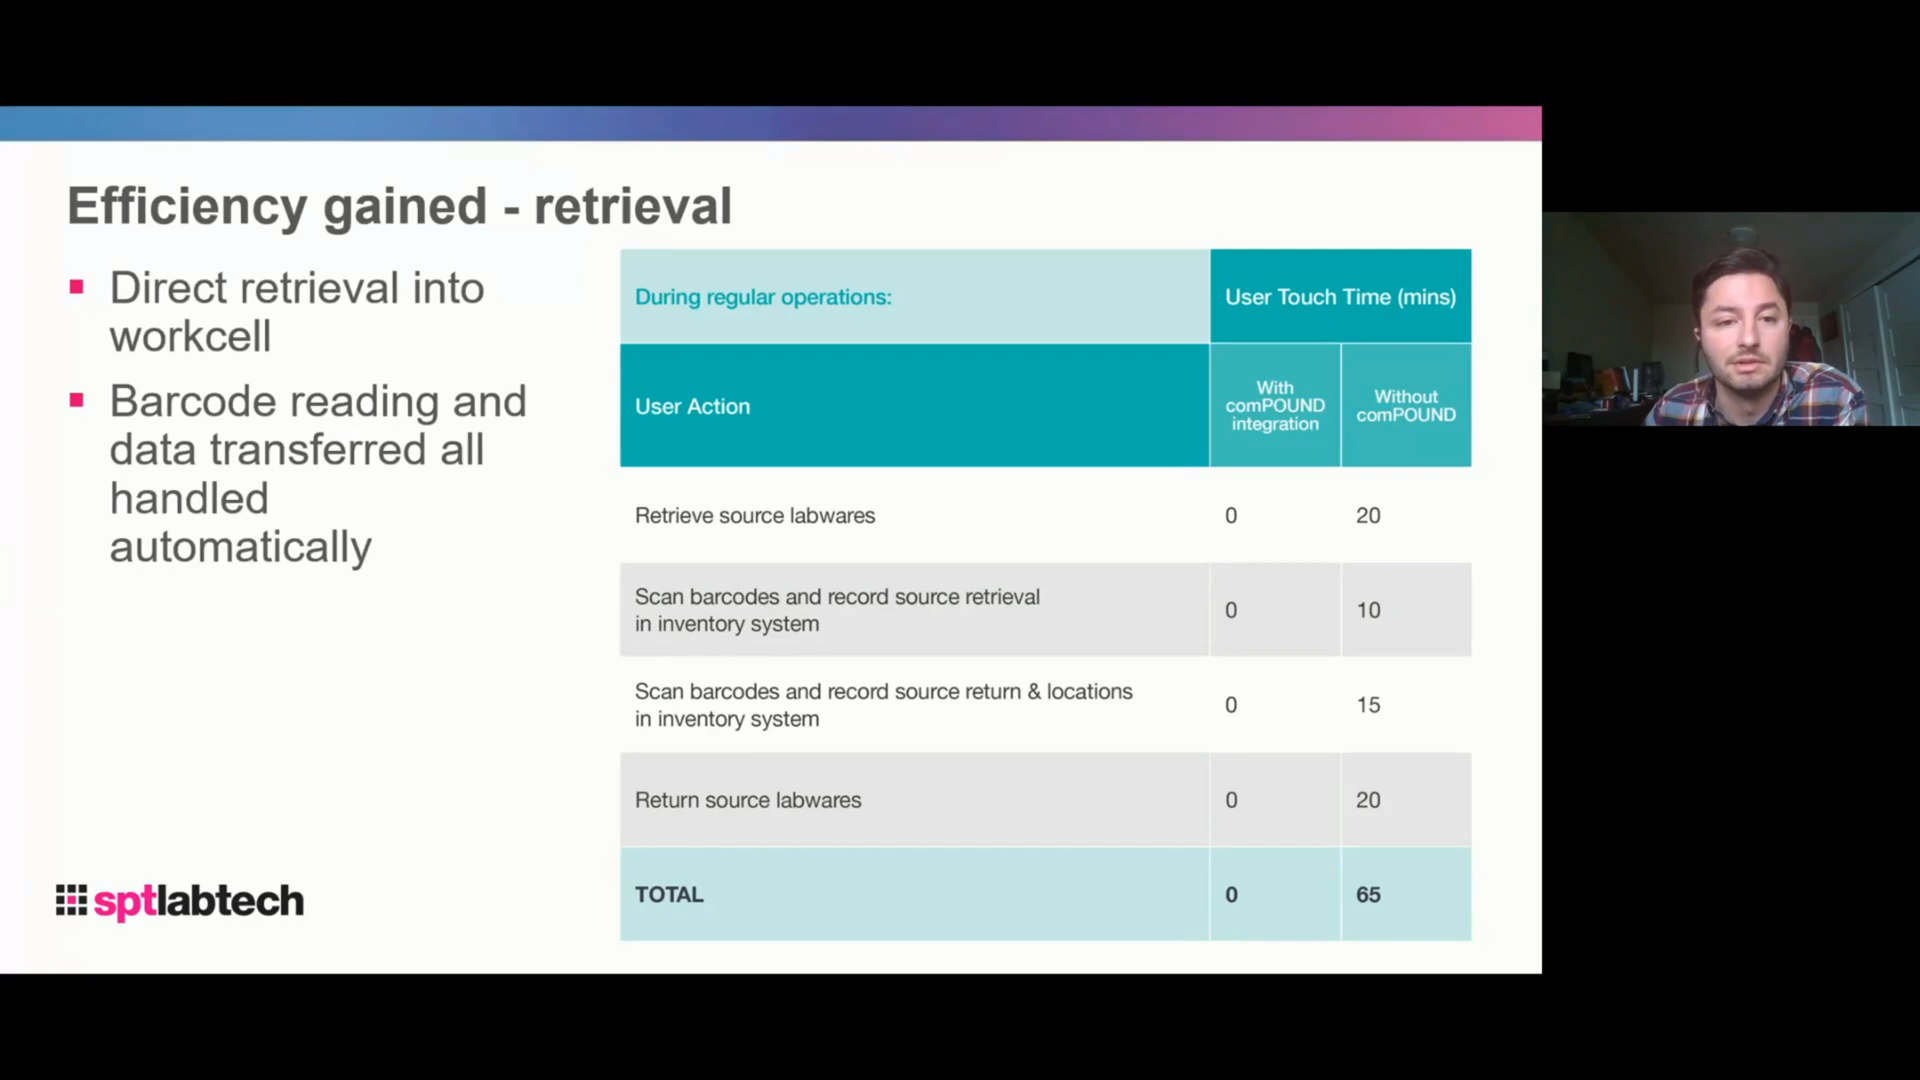 Efficiency gained - retrieval
Direct retrieval into
workcell
Barcode reading and
data transferred all
handled
automatically
During regular operations:
User Touch Time (mins)
User Action
With
comPOUND
integration
Without
comPOUND
Retrieve source labwares
0
20
Scan barcodes and record source retrieval
in inventory system
0
10
Scan barcodes and record source return & locations
in inventory system
0
15
Return source labwares
0
20
TOTAL
0
65
sptlabtech